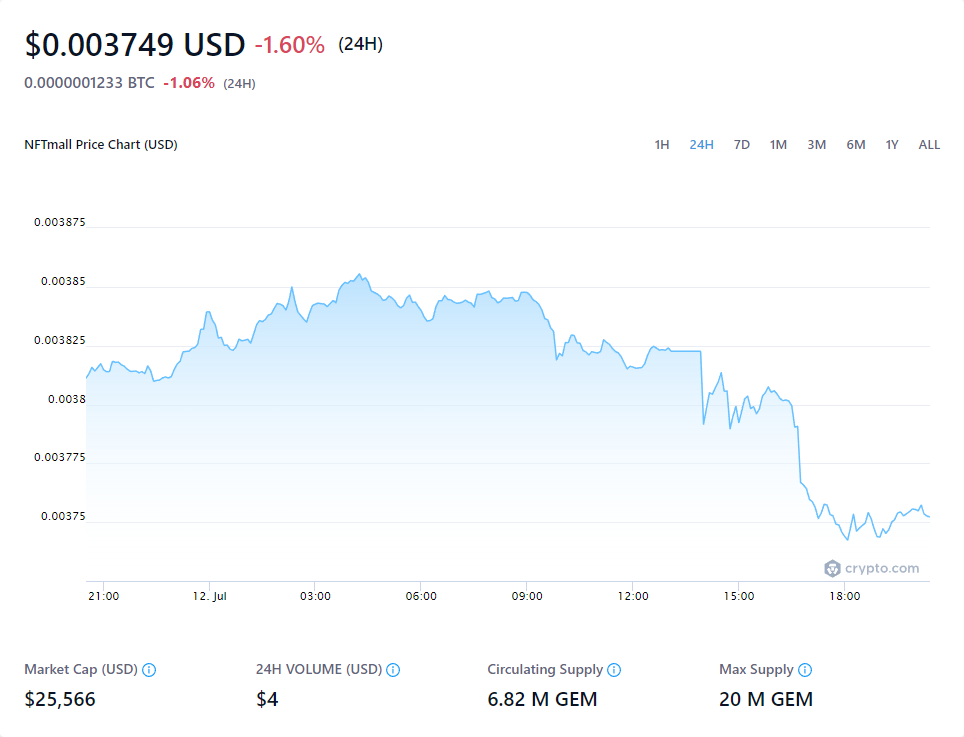 $0.003749 USD -1.60% (24H)
0.0000001233 BTC -1.06% (24H)
NFTmall Price Chart (USD) 1H 24H 7D 1M 3M 6M 1Y ALL
0.003875
0.00385
0.003825
0.0038
0.003775
0.00375
crypto.com
21:00 12. Jul 03:00 06:00 09:00 12:00 15:00 18:00
Market Cap (USD) 24H VOLUME (USD) Circulating Supply Max Supply
$25,566 $4 6.82 M GEM 20 M GEM